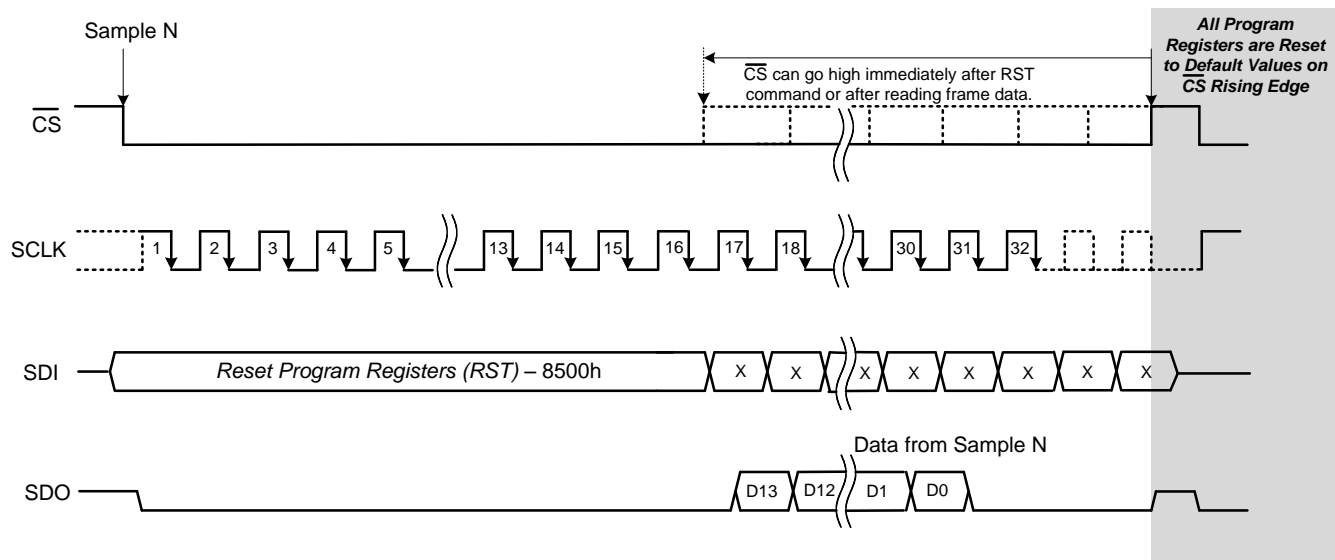 Sample N
All Program
Registers are Reset
to Default Values on
CS Rising Edge
CS can go high immediately after RST
command or after reading frame data.
CS
SCLK
1 2 3 4 5 13 14 15 16 17 18 30 31 32
SDI
Reset Program Registers (RST) – 8500h
X X X X X X X X
Data from Sample N
SDO
D13 D12 D1 D0